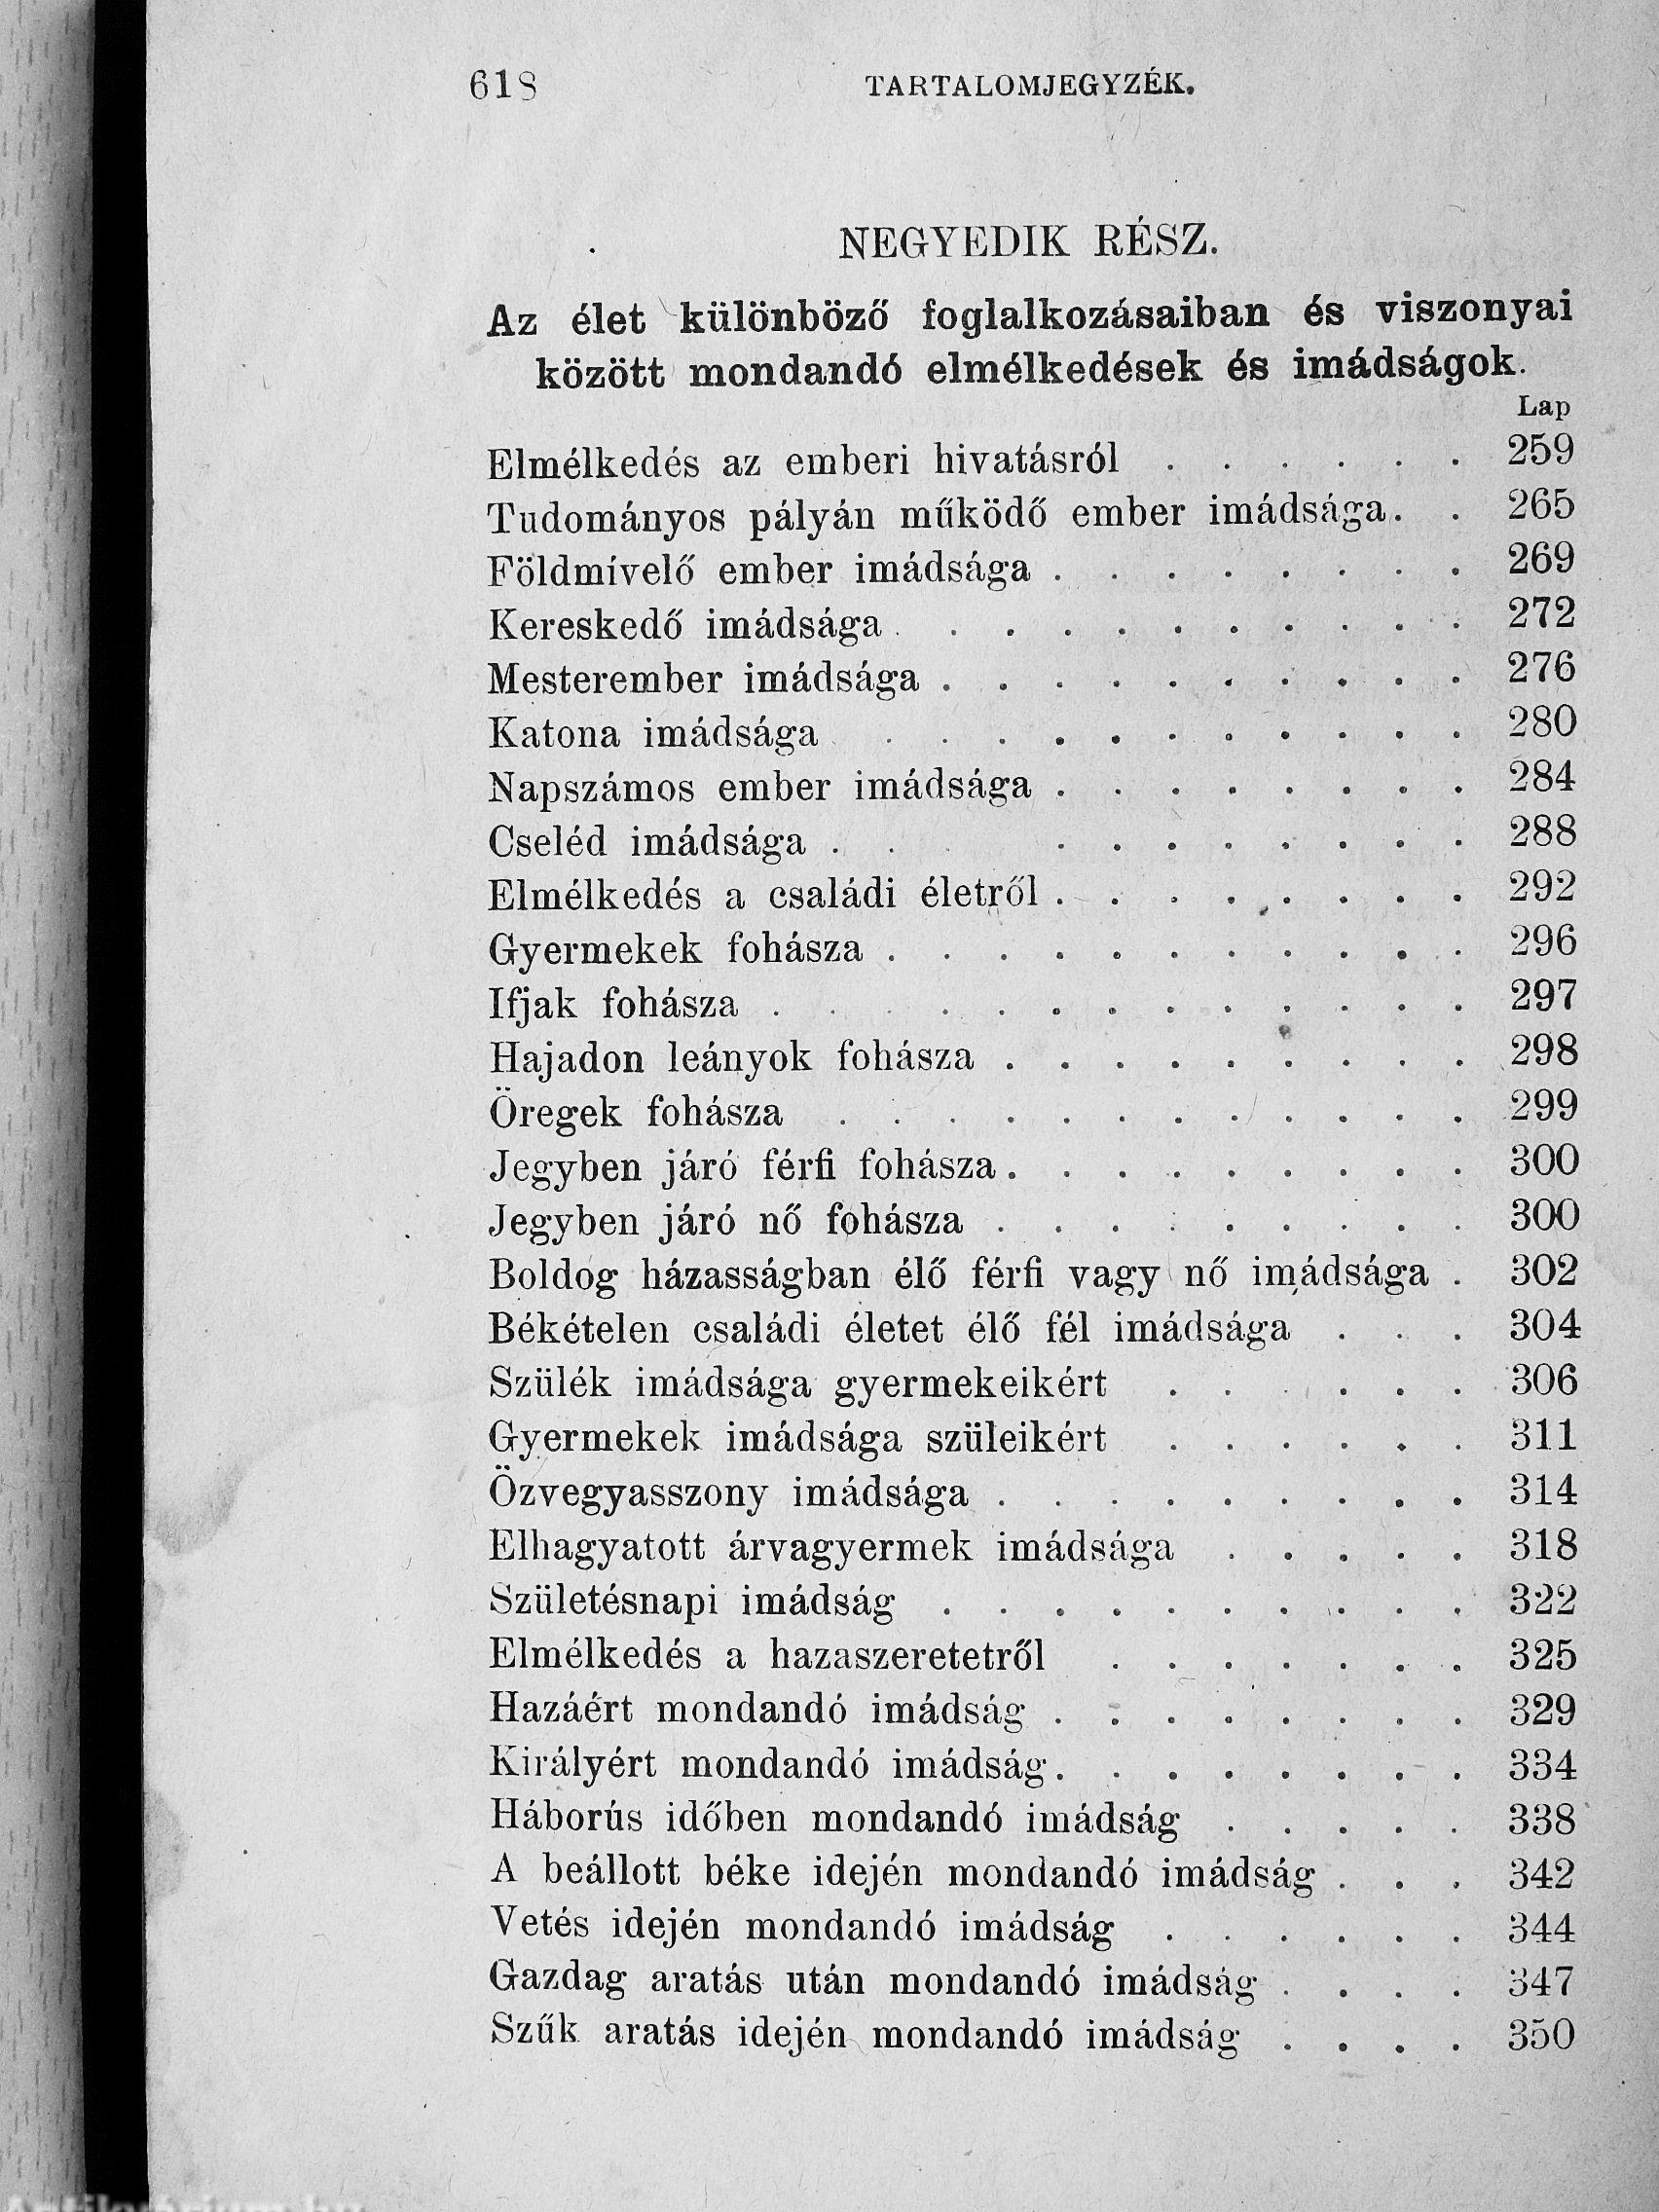 618 TARTALOMJEGYZÉK.
NEGYEDIK RÉSZ.
Az élet különböző foglalkozásaiban és viszonyai
között mondandó elmélkedések és imádságok.
Lap
Elmélkedés az emberi hivatásról . . . . . . 259
Tudományos pályán működő ember imádsága . . 265
Földmívelő ember imádsága . . . . . . . . 269
Kereskedő imádsága . . . . . . . . . . . 272
Mesterember imádsága . . . . . . . . . . 276
Katona imádsága . . . . . . . . . . . 280
Napszámos ember imádsága . . . . . . . . 284
Cseléd imádsága . . . . . . . . . . 288
Elmélkedés a családi életről . . . . . . . . 292
Gyermekek fohásza . . . . . . . . . . . 296
Ifjak fohásza . . . . . . . . . . . . . 297
Hajadon leányok fohásza . . . . . . . . . 298
Öregek fohásza . . . . . . . . . . . . 299
Jegyben járó férfi fohásza . . . . . . . . . 300
Jegyben járó nő fohásza . . . . . . . . . 300
Boldog házasságban élő férfi vagy nő imádsága . 302
Békételen családi életet élő fél imádsága . . . 304
Szülék imádsága gyermekeikért . . . . . . 306
Gyermekek imádsága szüleikért . . . . . . 311
Özvegyasszony imádsága . . . . . . . . . 314
Elhagyatott árvagyermek imádsága . . . . . 318
Születésnapi imádság . . . . . . . . . . 322
Elmélkedés a hazaszeretetről . . . . . . . 325
Hazáért mondandó imádság . . . . . . . . 329
Királyért mondandó imádság . . . . . . . . 334
Háborús időben mondandó imádság . . . . . 338
A beállott béke idején mondandó imádság . . . 342
Vetés idején mondandó imádság . . . . . . 344
Gazdag aratás után mondandó imádság . . . . 347
Szűk aratás idején mondandó imádság . . . . 350